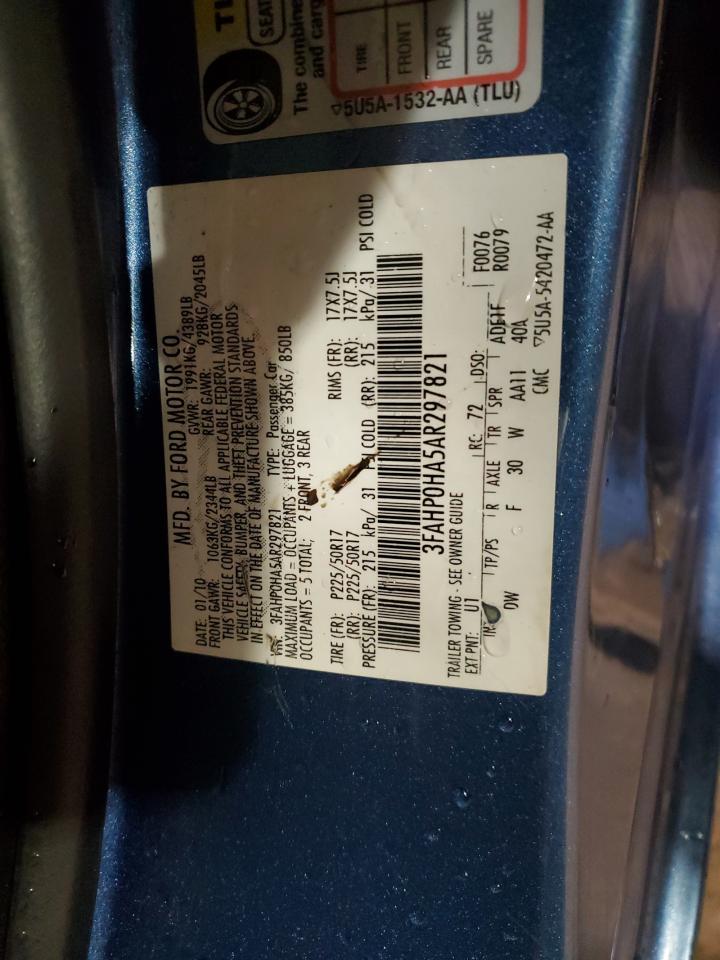 TI
SEAT
The combine
and carg
TIRE
FRONT
REAR
SPARE
▽5U5A-1532-AA (TLU)
MFD. BY FORD MOTOR CO.
DATE: 01/10 GVWR: 1991KG/4389LB
FRONT GAWR: 1063KG/2344LB REAR GAWR: 928KG/2045LB
THIS VEHICLE CONFORMS TO ALL APPLICABLE FEDERAL MOTOR
VEHICLE SAFETY, BUMPER, AND THEFT PREVENTION STANDARDS
IN EFFECT ON THE DATE OF MANUFACTURE SHOWN ABOVE.
VIN: 3FAHP0HA5AR297821 TYPE: Passenger Car
MAXIMUM LOAD = OCCUPANTS + LUGGAGE = 385KG/ 850LB
OCCUPANTS = 5 TOTAL; 2 FRONT, 3 REAR
TIRE (FR): P225/50R17 RIMS (FR): 17X7.5J
(RR): P225/50R17 (RR): 17X7.5J
PRESSURE (FR): 215 kPa/ 31 PSI COLD (RR): 215 kPa/ 31 PSI COLD
3FAHP0HA5AR297821
TRAILER TOWING - SEE OWNER GUIDE
EXT PNT: U1 RC: 72 DSO: F0076
TP/PS R AXLE TR SPR ADE1F R0079
DW F 30 W AA11 40A
CMC ▽5U5A-5420472-AA